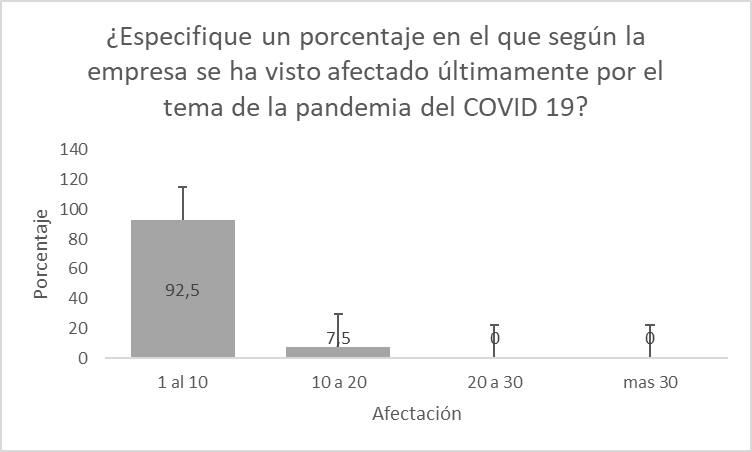 ¿Especifique un porcentaje en el que según la
empresa se ha visto afectado últimamente por el
tema de la pandemia del COVID 19?
140
120
100
80
60
40
20
0
Porcentaje
92,5
7,5
0
0
1 al 10
10 a 20
20 a 30
mas 30
Afectación